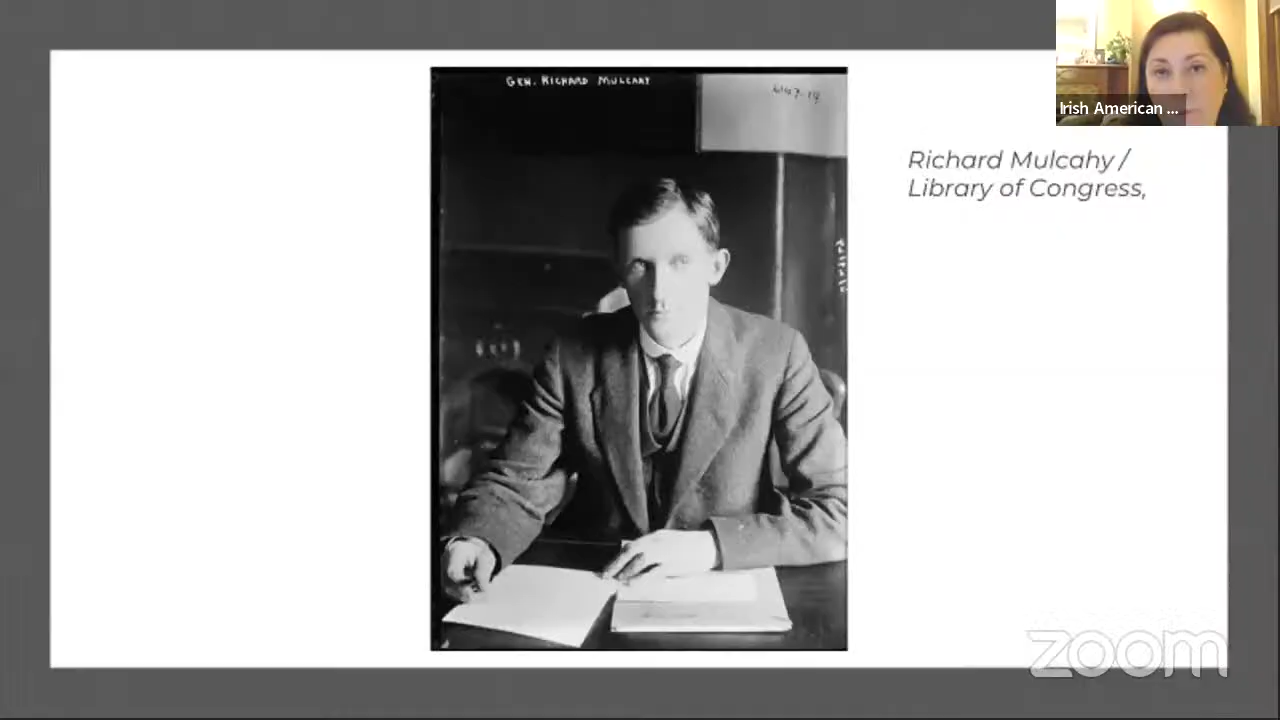 GEN. RICHARD MULCAHY
Irish American ...
Richard Mulcahy /
Library of Congress,
zoom